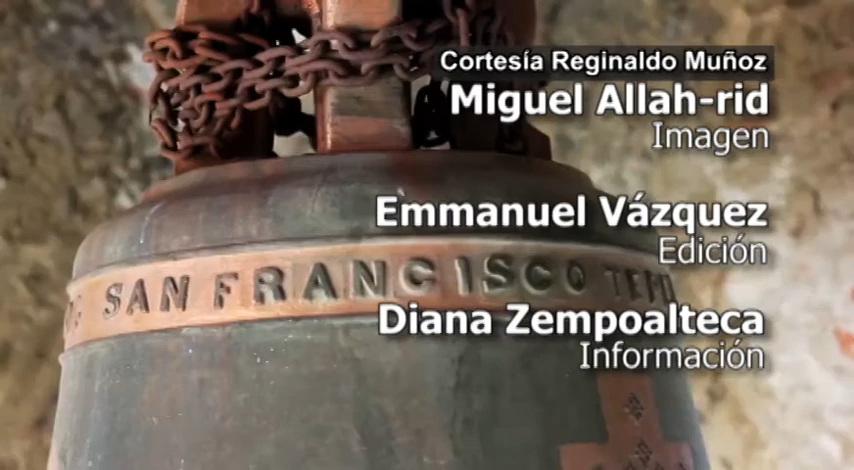 Cortesía Reginaldo Muñoz
Miguel Allah-rid
Imagen
Emmanuel Vázquez
Edición
Diana Zempoalteca
Información
SAN FRANCISCO